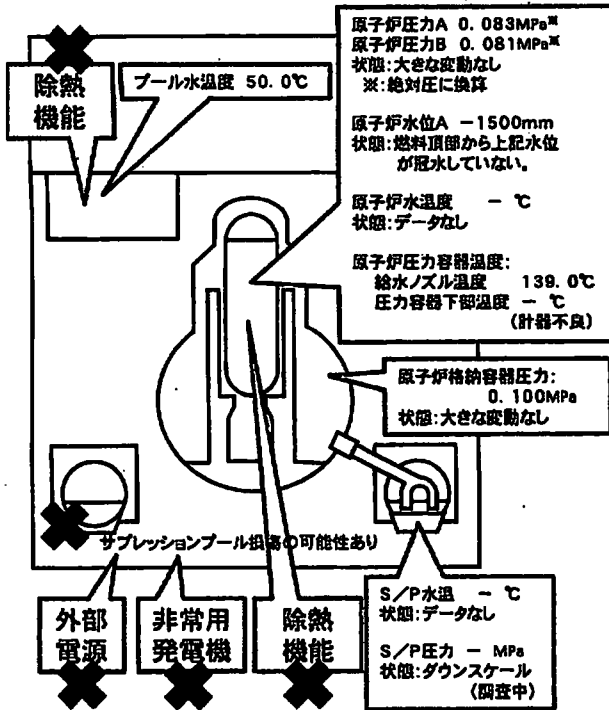 原子炉圧力A 0.083MPa※
原子炉圧力B 0.081MPa※
状態:大きな変動なし
※:絶対圧に換算
原子炉水位A －1500mm
状態:燃料頂部から上記水位
が冠水していない。
原子炉水温度 － ℃
状態:データなし
原子炉圧力容器温度:
給水ノズル温度 139.0℃
圧力容器下部温度 － ℃
(計器不良)
除熱
機能
プール水温度 50.0℃
原子炉格納容器圧力:
0.100MPa
状態:大きな変動なし
サプレッションプール損傷の可能性あり
外部
電源
非常用
発電機
除熱
機能
S/P水温 － ℃
状態:データなし
S/P圧力 － MPa
状態:ダウンスケール
(調査中)